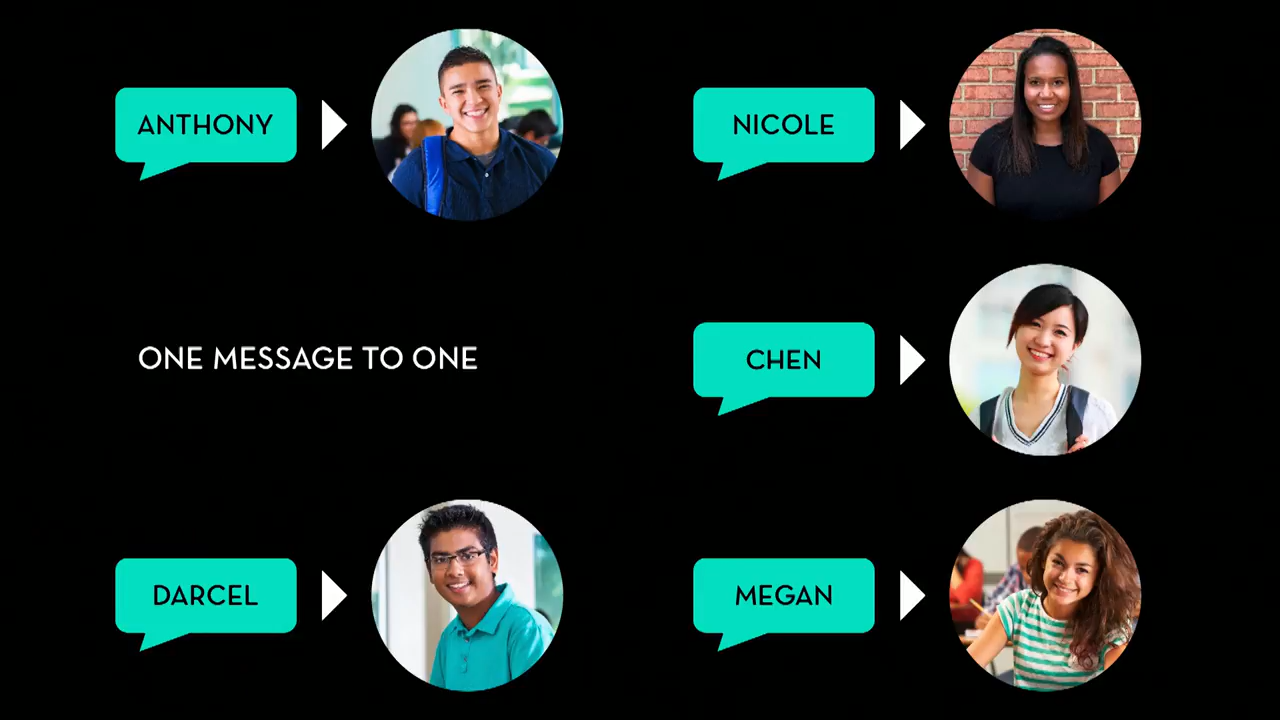 ANTHONY
NICOLE
ONE MESSAGE TO ONE
CHEN
DARCEL
MEGAN